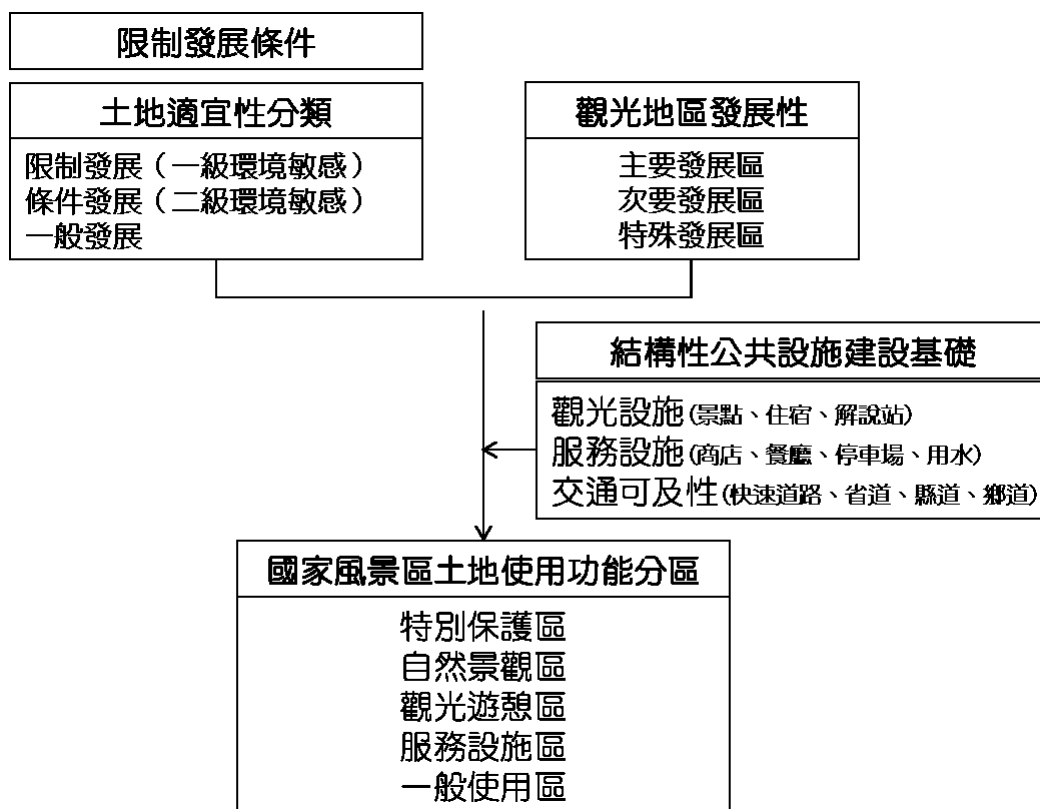 限制發展條件
土地適宜性分類
限制發展（一級環境敏感）
條件發展（二級環境敏感）
一般發展
觀光地區發展性
主要發展區
次要發展區
特殊發展區
結構性公共設施建設基礎
觀光設施(景點、住宿、解說站)
服務設施(商店、餐廳、停車場、用水)
交通可及性(快速道路、省道、縣道、鄉道)
國家風景區土地使用功能分區
特別保護區
自然景觀區
觀光遊憩區
服務設施區
一般使用區